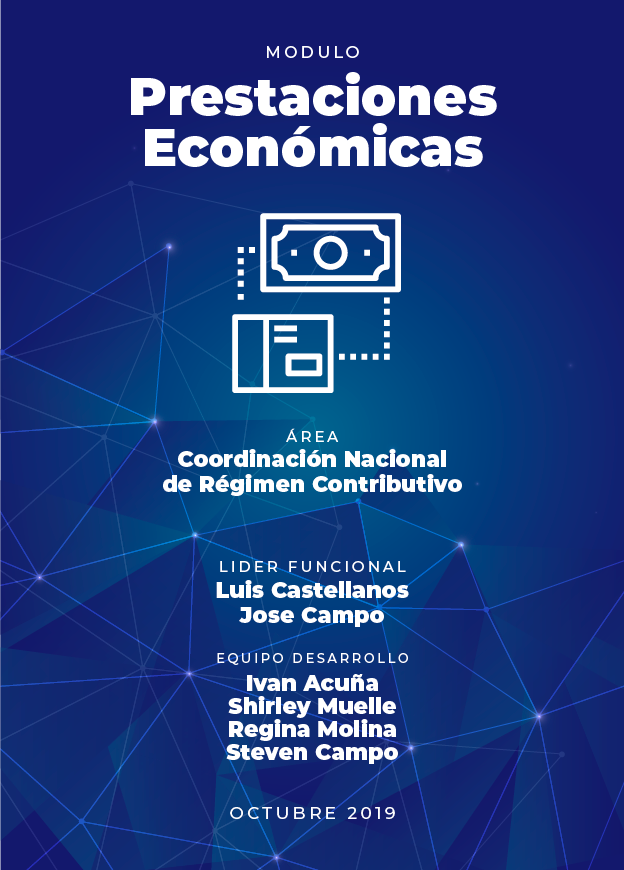 MODULO
Prestaciones
Económicas
ÁREA
Coordinación Nacional
de Régimen Contributivo
LIDER FUNCIONAL
Luis Castellanos
Jose Campo
EQUIPO DESARROLLO
Ivan Acuña
Shirley Muelle
Regina Molina
Steven Campo
OCTUBRE 2019